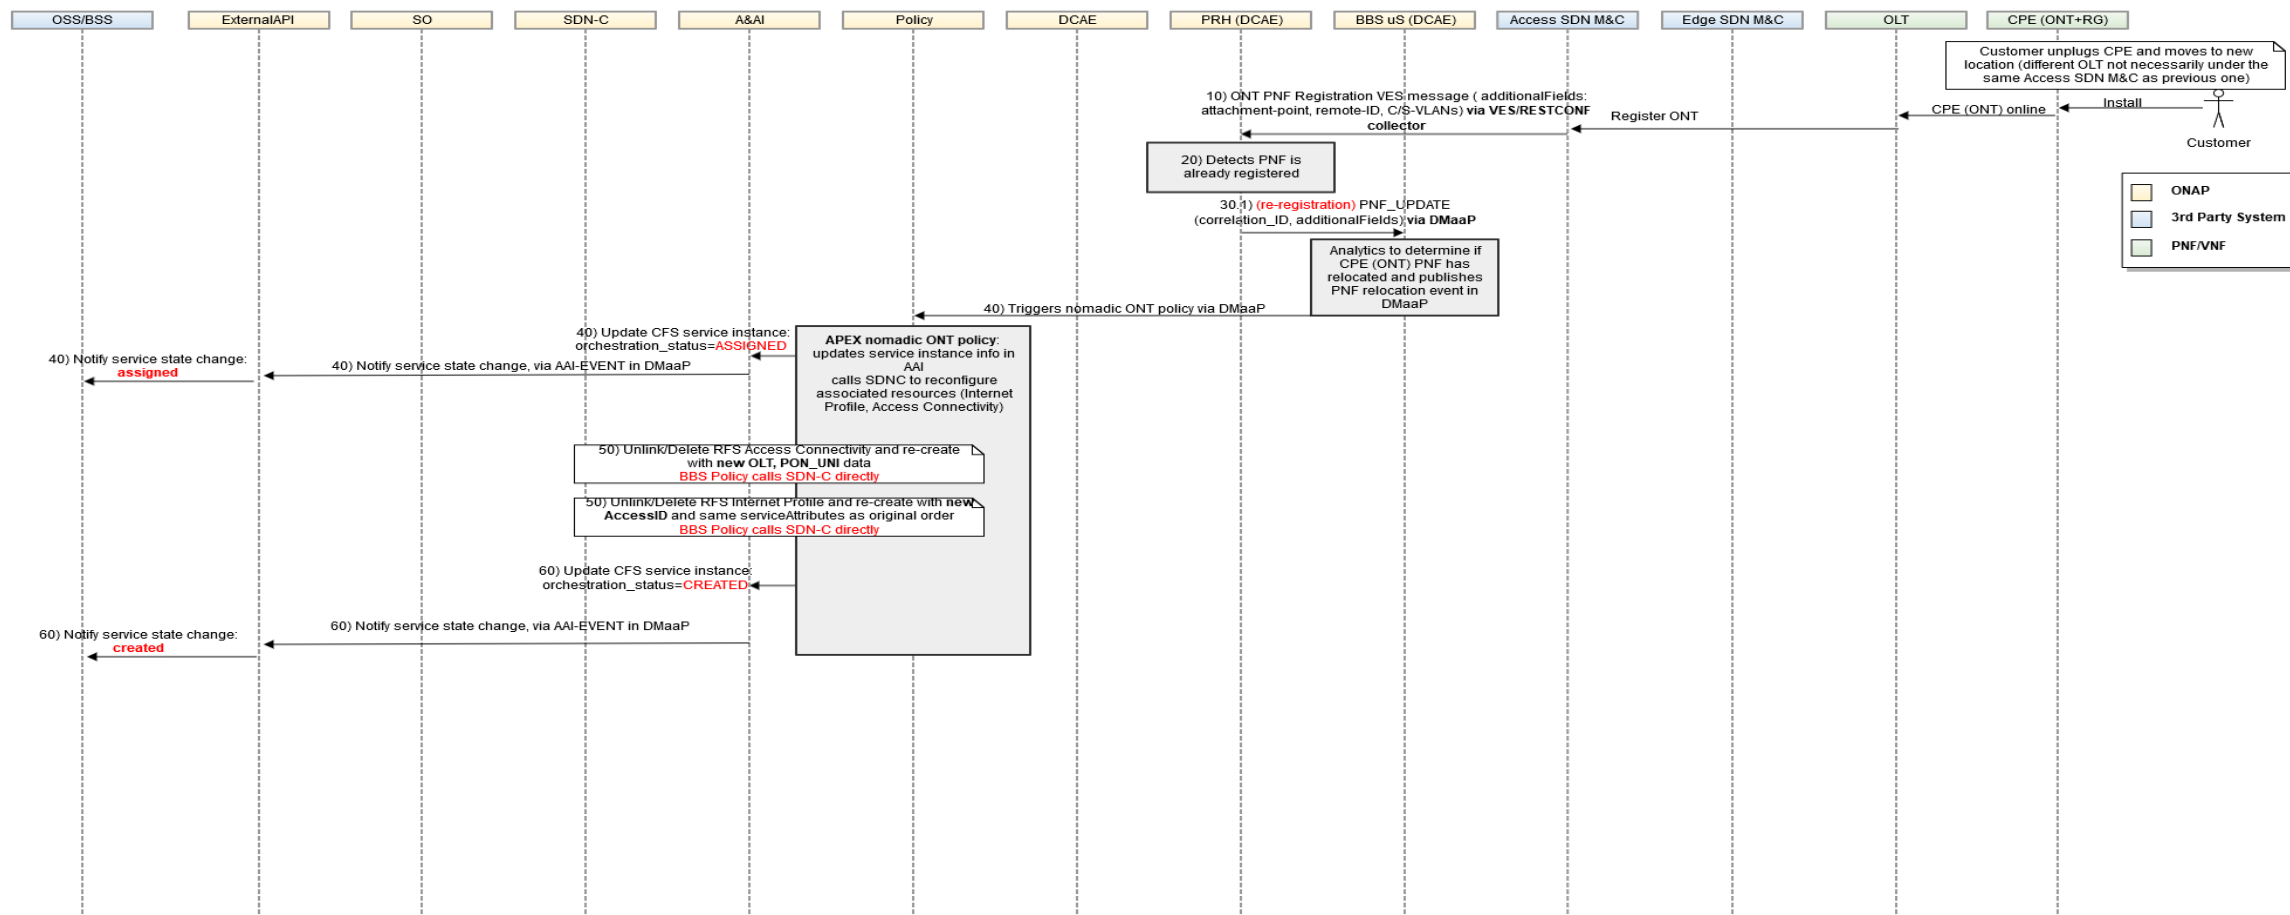 OSS/BSS
ExternalAPI
SO
SDN-C
A&AI
Policy
DCAE
PRH (DCAE)
BBS uS (DCAE)
Access SDN M&C
Edge SDN M&C
OLT
CPE (ONT+RG)
Customer unplugs CPE and moves to new
location (different OLT not necessarily under the
same Access SDN M&C as previous one)
Install
Customer
CPE (ONT) online
Register ONT
10) ONT PNF Registration VES message ( additionalFields:
attachment-point, remote-ID, C/S-VLANs) via VES/RESTCONF
collector
20) Detects PNF is
already registered
ONAP
3rd Party System
PNF/VNF
30.1) (re-registration) PNF_UPDATE
(correlation_ID, additionalFields) via DMaaP
Analytics to determine if
CPE (ONT) PNF has
relocated and publishes
PNF relocation event in
DMaaP
40) Triggers nomadic ONT policy via DMaaP
40) Update CFS service instance:
orchestration_status=ASSIGNED
APEX nomadic ONT policy:
updates service instance info in
AAI
calls SDNC to reconfigure
associated resources (Internet
Profile, Access Connectivity)
40) Notify service state change, via AAI-EVENT in DMaaP
40) Notify service state change:
assigned
50) Unlink/Delete RFS Access Connectivity and re-create
with new OLT, PON_UNI data
BBS Policy calls SDN-C directly
50) Unlink/Delete RFS Internet Profile and re-create with new
AccessID and same serviceAttributes as original order
BBS Policy calls SDN-C directly
60) Update CFS service instance:
orchestration_status=CREATED
60) Notify service state change, via AAI-EVENT in DMaaP
60) Notify service state change:
created